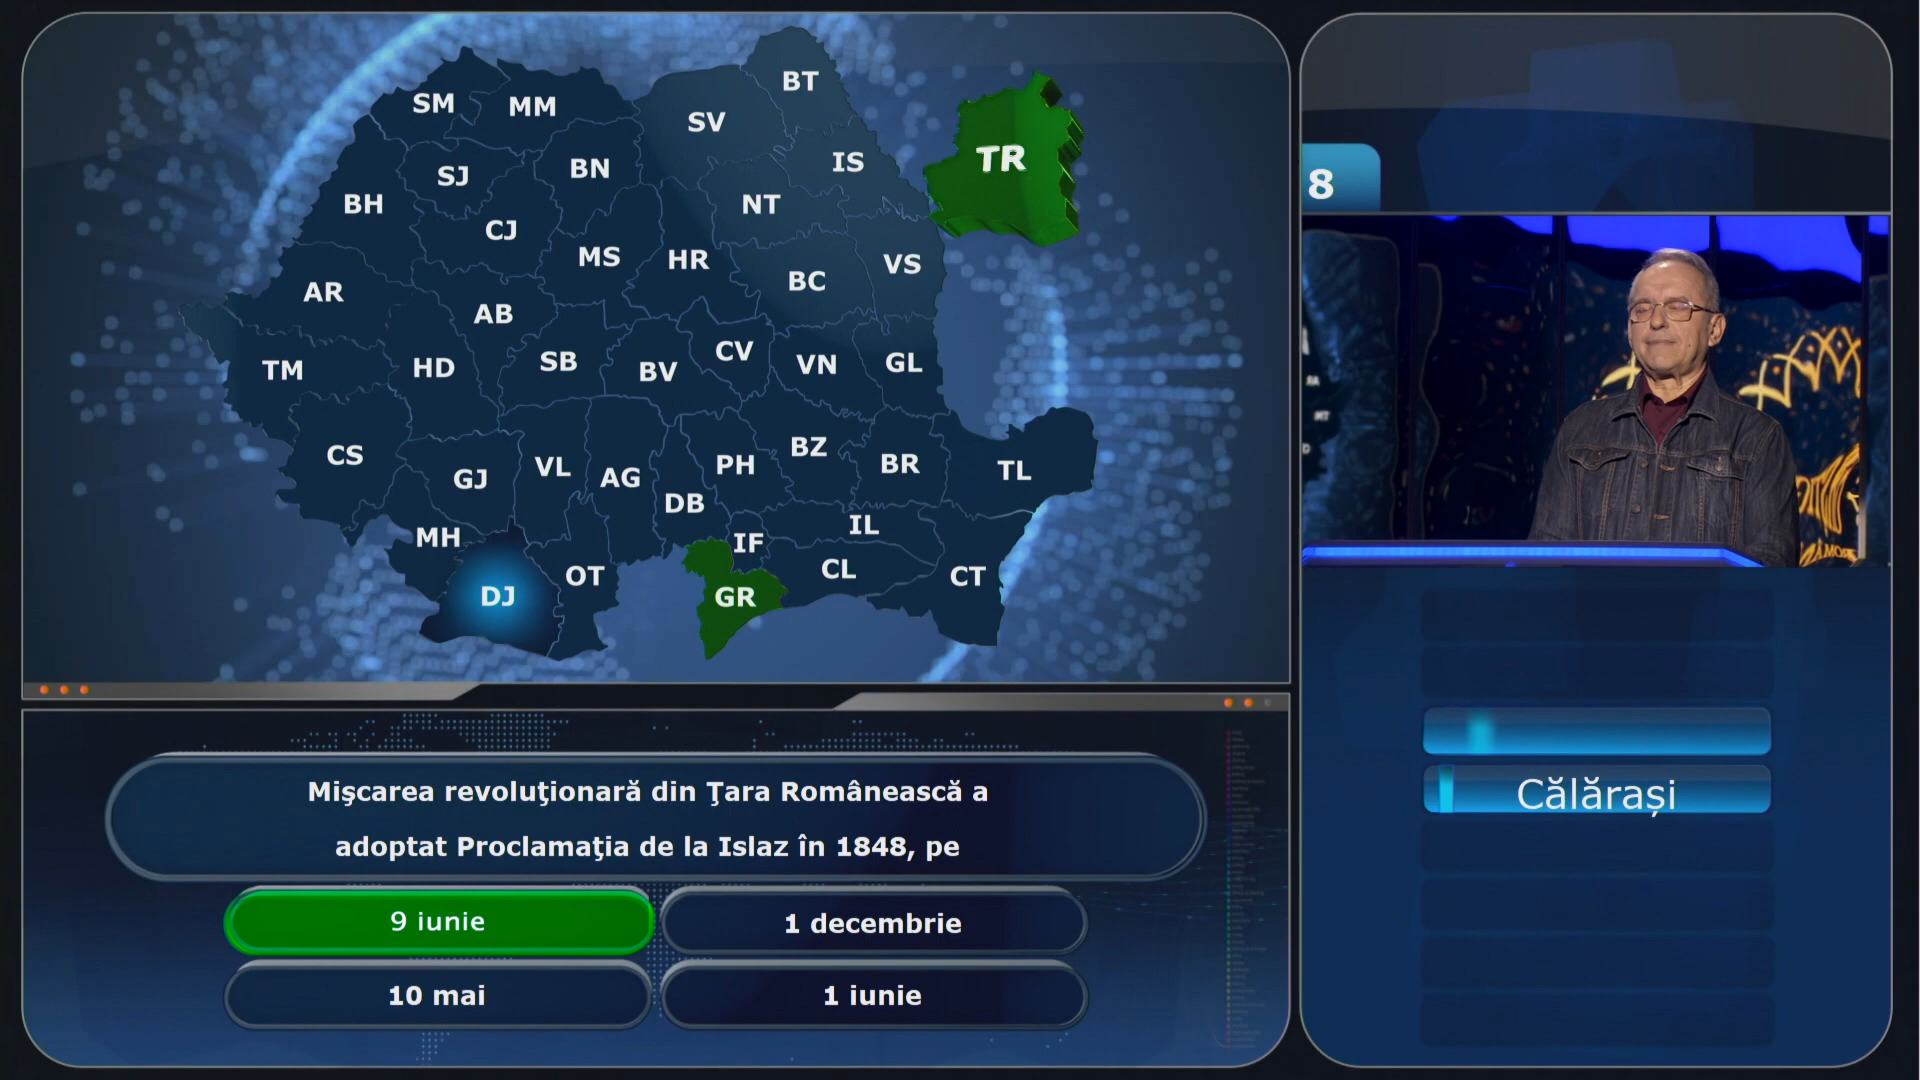 BT
SM
MM
SV
TR
IS
BN
SJ
BH
NT
CJ
MS
HR
VS
BC
AR
AB
CV
SB
VN
GL
TM
HD
BV
BZ
CS
PH
BR
VL
TL
GJ
AG
DB
IL
MH
IF
CL
OT
CT
DJ
GR
8
Călărași
Mişcarea revoluţionară din Ţara Românească a
adoptat Proclamaţia de la Islaz în 1848, pe
9 iunie
1 decembrie
10 mai
1 iunie